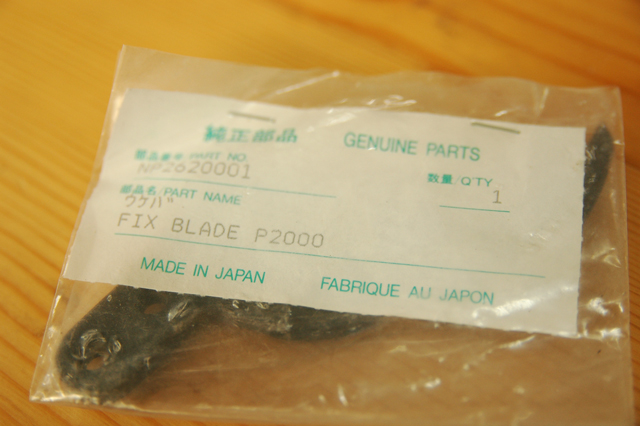 純正部品 GENUINE PARTS
部品番号 PART NO.
NP2620001
数量/Q'TY
1
部品名/PART NAME
ウケバ
FIX BLADE P2000
MADE IN JAPAN FABRIQUE AU JAPON